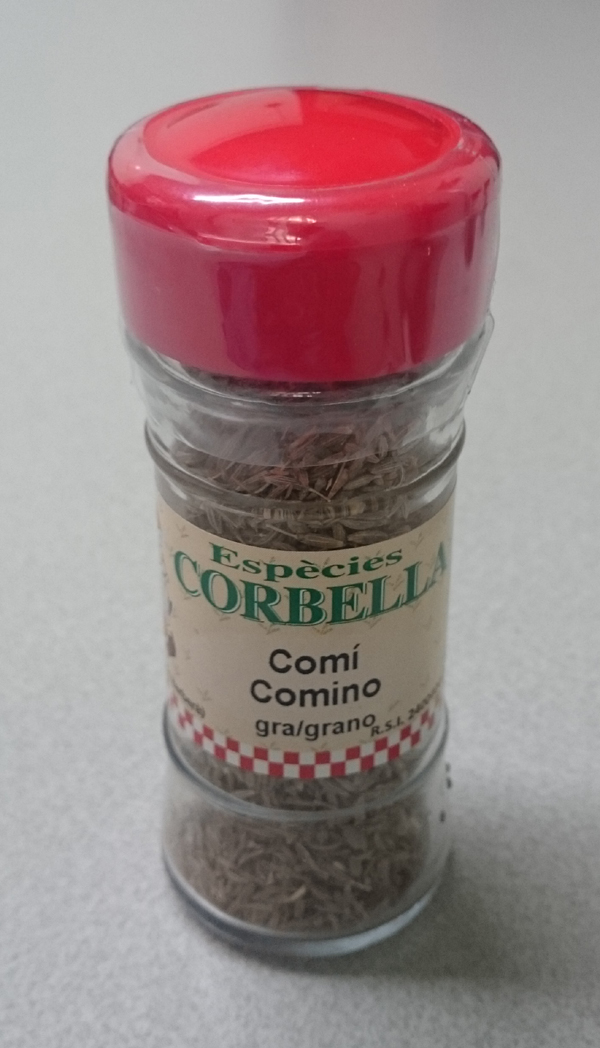 Espècies
CORBELLA
Comí
Comino
gra/grano
R.S.I.